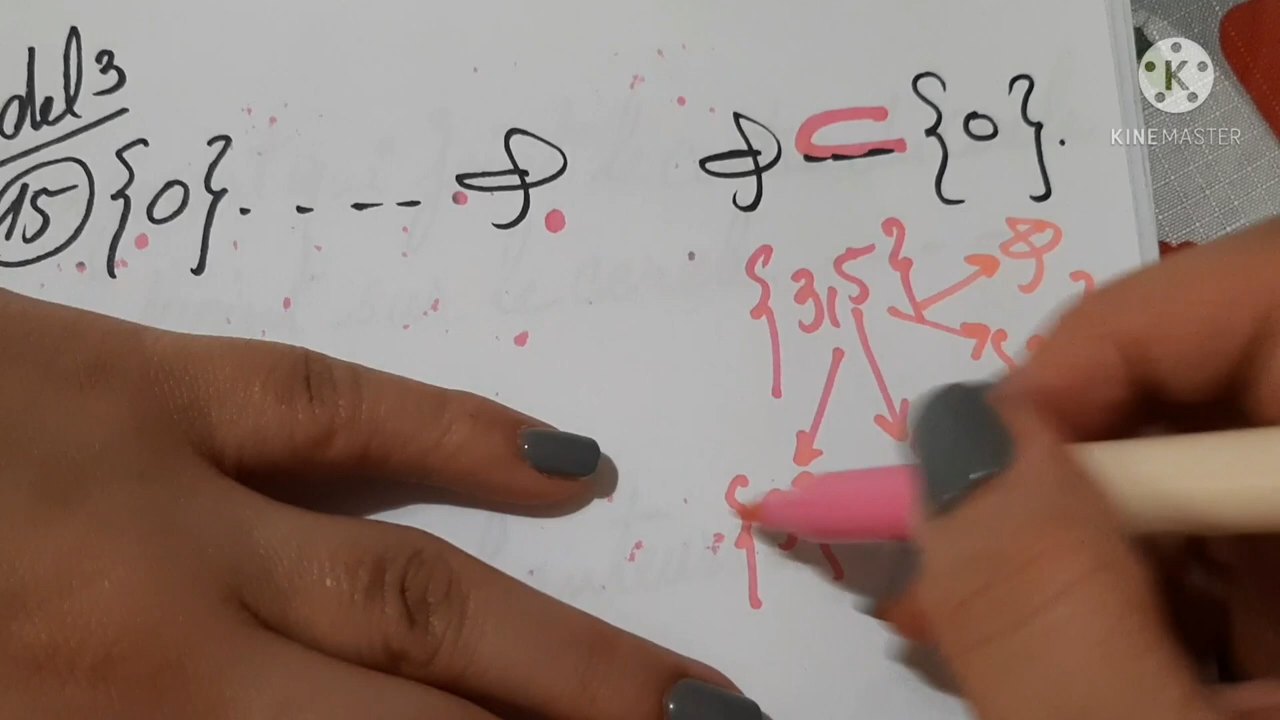 del 3
15 {0}. . - - - ∅
∅ ⊂ {0}.
{3,5} → ∅
KINEMASTER